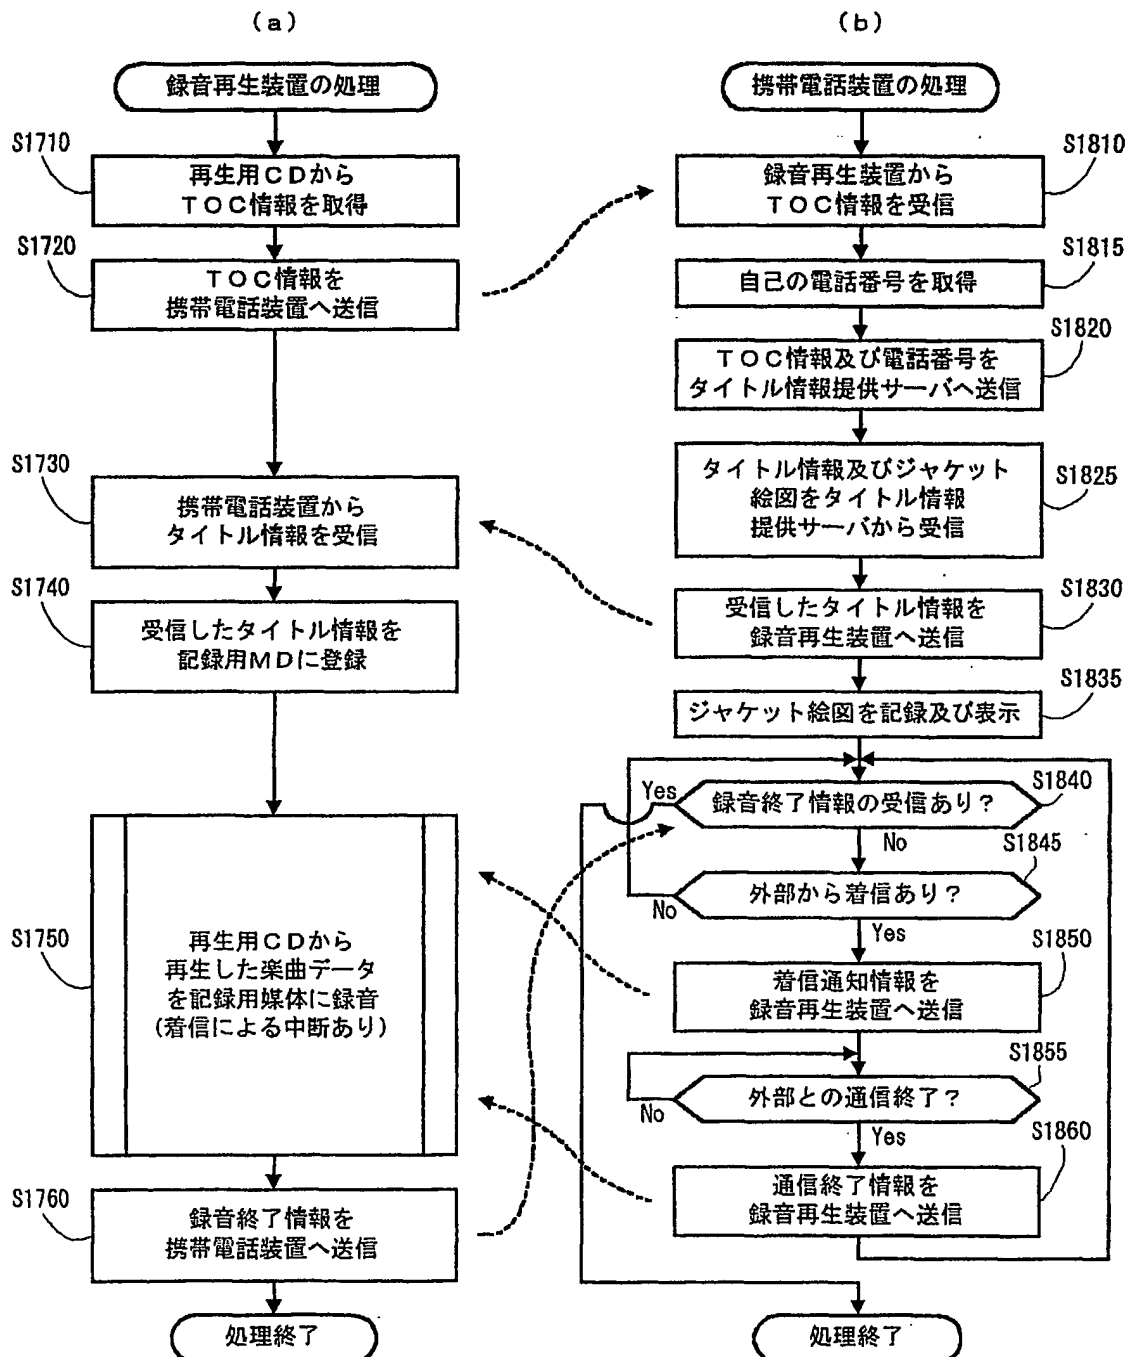 (a)
録音再生装置の処理
S1710
再生用CDから
TOC情報を取得
S1720
TOC情報を
携帯電話装置へ送信
S1730
携帯電話装置から
タイトル情報を受信
S1740
受信したタイトル情報を
記録用MDに登録
S1750
再生用CDから
再生した楽曲データ
を記録用媒体に録音
(着信による中断あり)
S1760
録音終了情報を
携帯電話装置へ送信
処理終了
(b)
携帯電話装置の処理
S1810
録音再生装置から
TOC情報を受信
S1815
自己の電話番号を取得
S1820
TOC情報及び電話番号を
タイトル情報提供サーバへ送信
S1825
タイトル情報及びジャケット
絵図をタイトル情報
提供サーバから受信
S1830
受信したタイトル情報を
録音再生装置へ送信
S1835
ジャケット絵図を記録及び表示
S1840
Yes
録音終了情報の受信あり?
No
S1845
外部から着信あり?
No
Yes
S1850
着信通知情報を
録音再生装置へ送信
S1855
外部との通信終了?
No
Yes
S1860
通信終了情報を
録音再生装置へ送信
処理終了